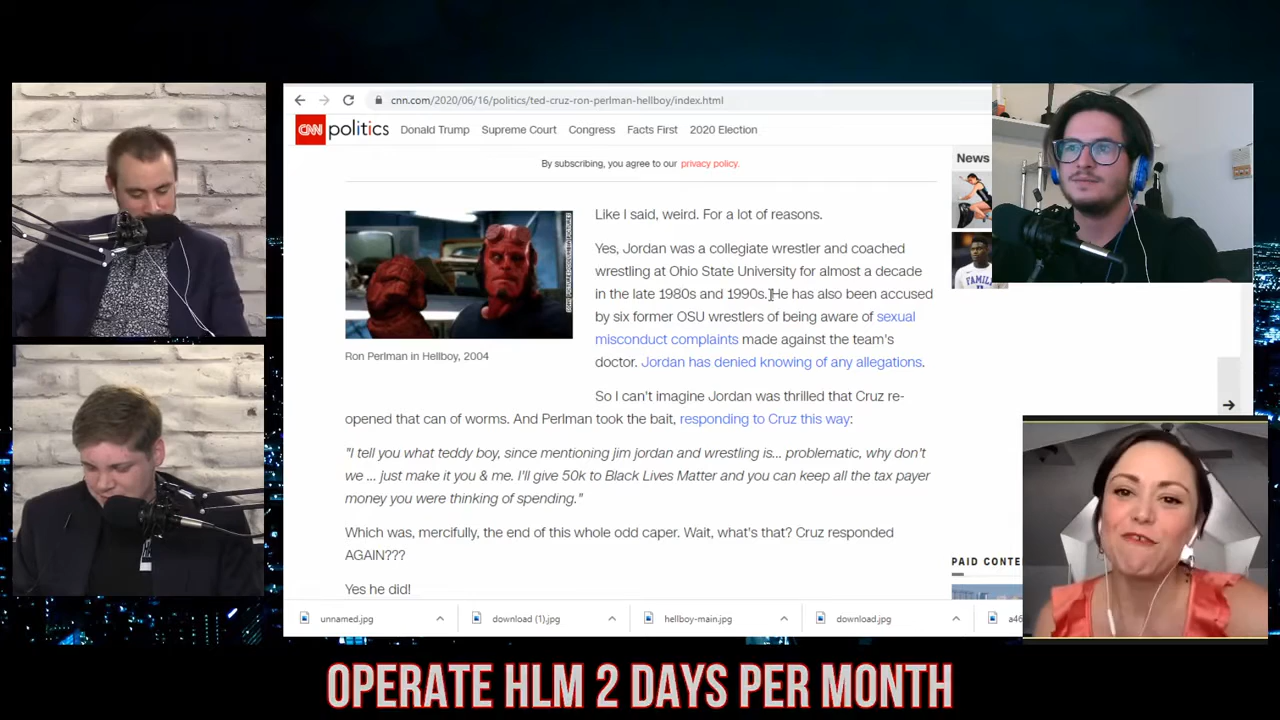 cnn.com/2020/06/16/politics/ted-cruz-ron-perlman-hellboy/index.html
CNN politics Donald Trump Supreme Court Congress Facts First 2020 Election
By subscribing, you agree to our privacy policy.
News
Like I said, weird. For a lot of reasons.
Yes, Jordan was a collegiate wrestler and coached
wrestling at Ohio State University for almost a decade
in the late 1980s and 1990s. He has also been accused
by six former OSU wrestlers of being aware of sexual
misconduct complaints made against the team's
doctor. Jordan has denied knowing of any allegations.
Ron Perlman in Hellboy, 2004
So I can't imagine Jordan was thrilled that Cruz re-
opened that can of worms. And Perlman took the bait, responding to Cruz this way:
"I tell you what teddy boy, since mentioning jim jordan and wrestling is... problematic, why don't
we ... just make it you & me. I'll give 50k to Black Lives Matter and you can keep all the tax payer
money you were thinking of spending."
Which was, mercifully, the end of this whole odd caper. Wait, what's that? Cruz responded
AGAIN???
PAID CONTE
Yes he did!
unnamed.jpg download (1).jpg hellboy-main.jpg download.jpg a46
OPERATE HLM 2 DAYS PER MONTH